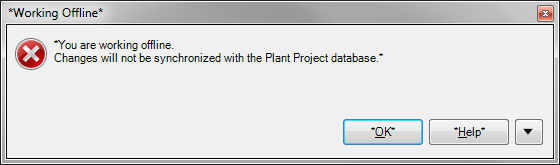 *Working Offline*
*You are working offline.
Changes will not be synchronized with the Plant Project database.*
*OK*
*Help*